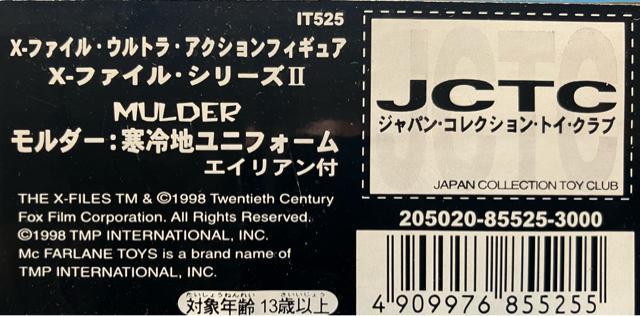 IT525
X-ファイル・ウルトラ・アクションフィギュア
X-ファイル・シリーズⅡ
MULDER
モルダー：寒冷地ユニフォーム
エイリアン付
THE X-FILES TM & ©1998 Twentieth Century
Fox Film Corporation. All Rights Reserved.
©1998 TMP INTERNATIONAL, INC.
Mc FARLANE TOYS is a brand name of
TMP INTERNATIONAL, INC.
たいしょうねんれい さいいじょう
対象年齢 13歳以上
JCTC
JCTC
ジャパン・コレクション・トイ・クラブ
JAPAN COLLECTION TOY CLUB
205020-85525-3000
4 909976 855255